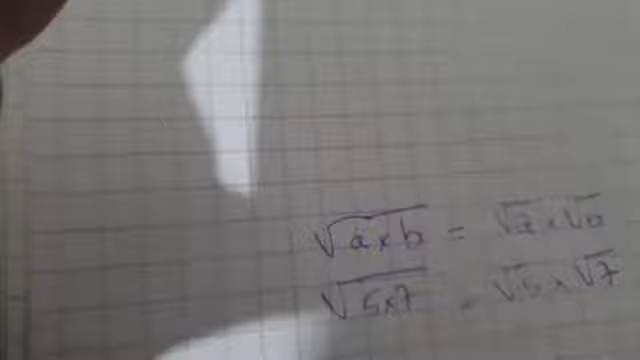 √a×b = √a × √b
√5×7 = √5 × √7